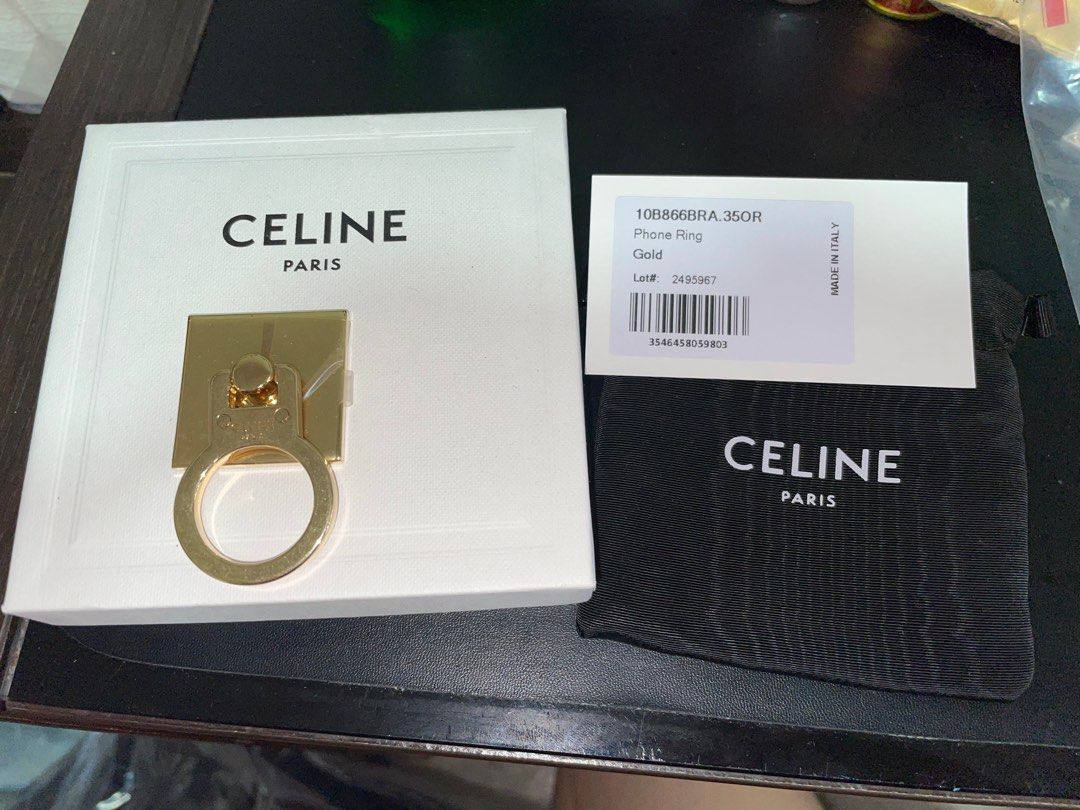 CELINE
PARIS
10B866BRA.35OR
Phone Ring
Gold
Lot#: 2495967
3546458059803
MADE IN ITALY
CELINE
PARIS